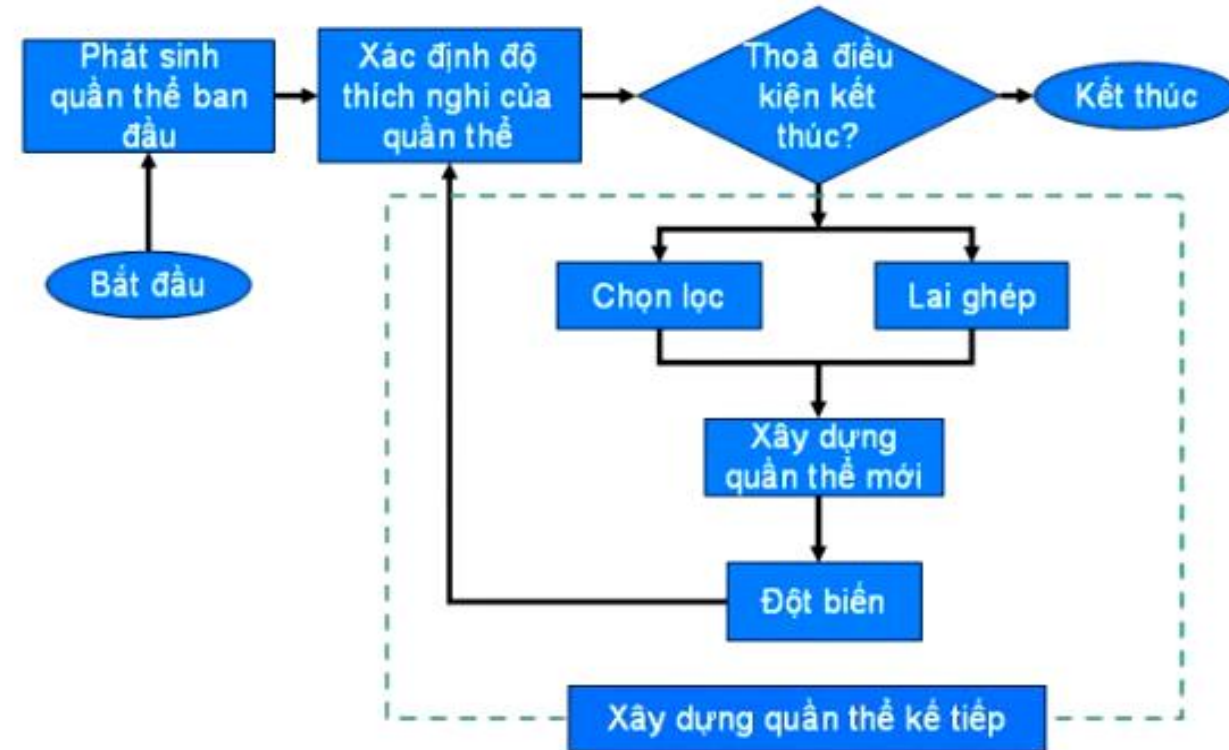 Phát sinh
quần thể ban
đầu
Xác định độ
thích nghi của
quần thể
Thoả điều
kiện kết
thúc?
Kết thúc
Bắt đầu
Chọn lọc
Lai ghép
Xây dựng
quần thể mới
Đột biến
Xây dựng quần thể kế tiếp